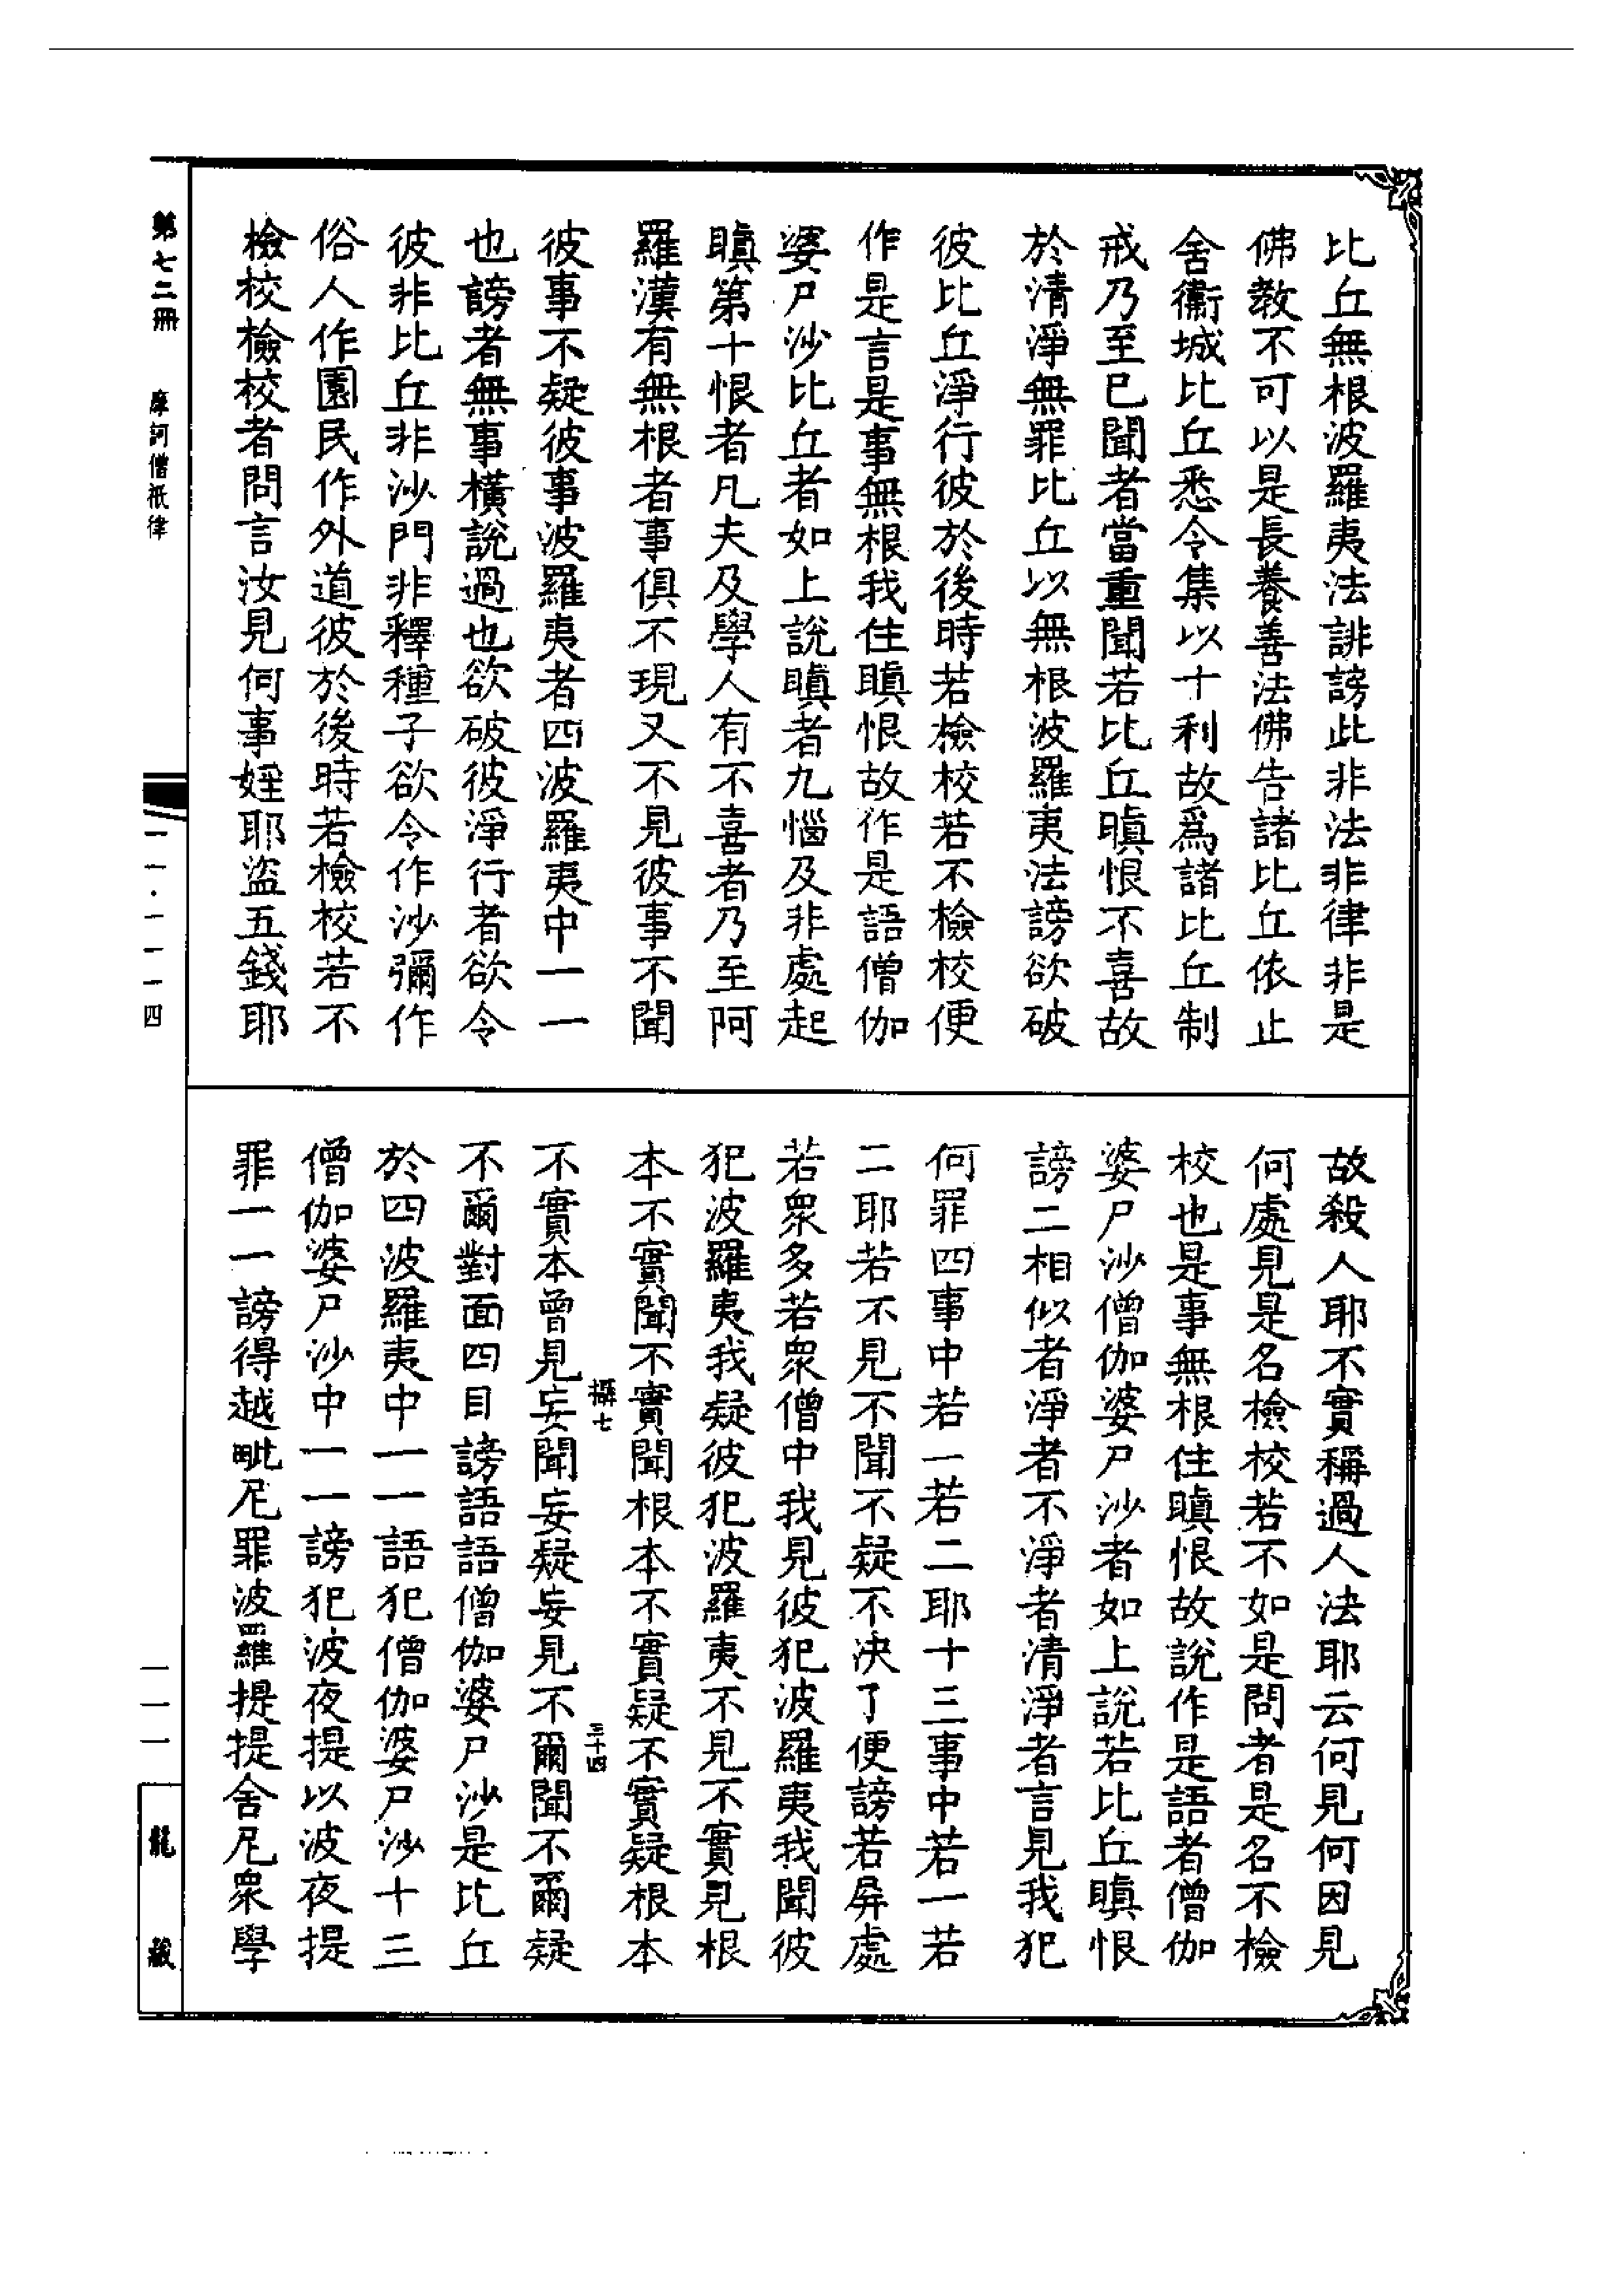 比丘無根波羅夷法誹謗此非法非律非是
佛教不可以是長養善法佛告諸比丘依止
舍衞城比丘悉令集以十利故爲諸比丘制
戒乃至已聞者當重聞若比丘瞋恨不喜故
於清淨無罪比丘以無根波羅夷法謗欲破
彼比丘淨行彼於後時若檢校若不檢校便
作是言是事無根我住瞋恨故作是語僧伽
婆尸沙比丘者如上說瞋者九惱及非處起
瞋第十恨者凡夫及學人有不喜者乃至阿
羅漢有無根者事俱不現又不見彼事不聞
彼事不疑彼事波羅夷者四波羅夷中一一
也謗者無事橫說過也欲破彼淨行者欲令
彼非比丘非沙門非釋種子欲令作沙彌作
俗人作園民作外道彼於後時若檢校若不
檢校檢校者問言汝見何事婬耶盜五錢耶
故殺人耶不實稱過人法耶云何見何因見
何處見是名檢校若不如是問者是名不檢
校也是事無根住瞋恨故說作是語者僧伽
婆尸沙僧伽婆尸沙者如上說若比丘瞋恨
謗二相似者淨者不淨者清淨者言見我犯
何罪四事中若一若二耶十三事中若一若
二耶若不見不聞不疑不决了便謗若屏處
若衆多若衆僧中我見彼犯波羅夷我聞彼
犯波羅夷我疑彼犯波羅夷不見不實見根
本不實聞不實聞根本不實疑不實疑根本
攝七
三十四
不實本曾見妄聞妄疑妄見不爾聞不爾疑
不爾對面四目謗語語僧伽婆尸沙是比丘
於四波羅夷中一一語犯僧伽婆尸沙十三
僧伽婆尸沙中一一謗犯波夜提以波夜提
罪一一謗得越毗尼罪波羅提提舍尼衆學
第七二冊
摩訶僧祇律
一一·一一一四
一一一
龍藏